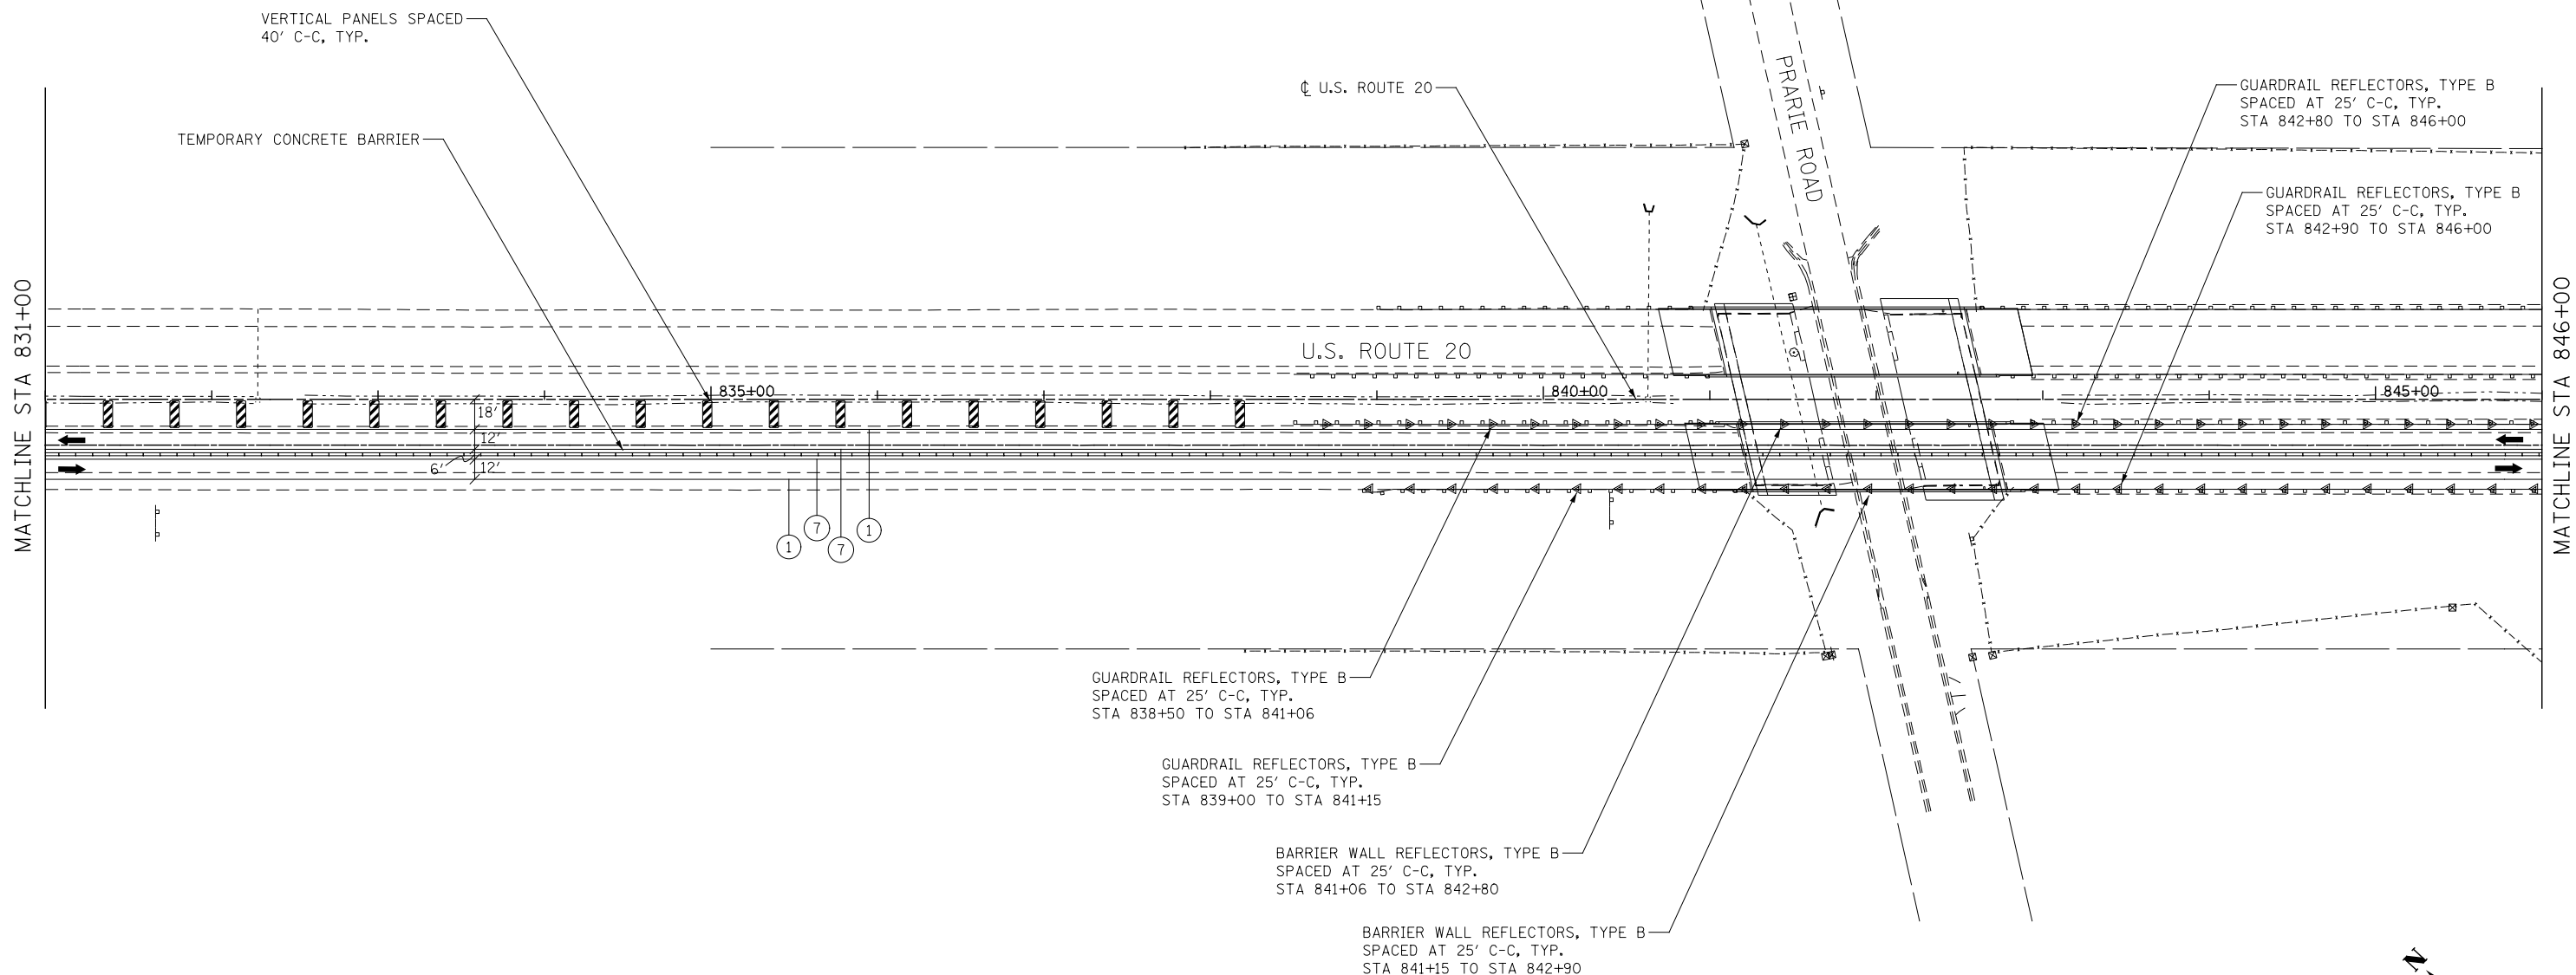 VERTICAL PANELS SPACED
40' C-C, TYP.
TEMPORARY CONCRETE BARRIER
℄ U.S. ROUTE 20
PRARIE ROAD
GUARDRAIL REFLECTORS, TYPE B
SPACED AT 25' C-C, TYP.
STA 842+80 TO STA 846+00
GUARDRAIL REFLECTORS, TYPE B
SPACED AT 25' C-C, TYP.
STA 842+90 TO STA 846+00
MATCHLINE STA 831+00
MATCHLINE STA 846+00
U.S. ROUTE 20
835+00
840+00
845+00
18'
12'
6'
12'
1
7
7
1
GUARDRAIL REFLECTORS, TYPE B
SPACED AT 25' C-C, TYP.
STA 838+50 TO STA 841+06
GUARDRAIL REFLECTORS, TYPE B
SPACED AT 25' C-C, TYP.
STA 839+00 TO STA 841+15
BARRIER WALL REFLECTORS, TYPE B
SPACED AT 25' C-C, TYP.
STA 841+06 TO STA 842+80
BARRIER WALL REFLECTORS, TYPE B
SPACED AT 25' C-C, TYP.
STA 841+15 TO STA 842+90
N